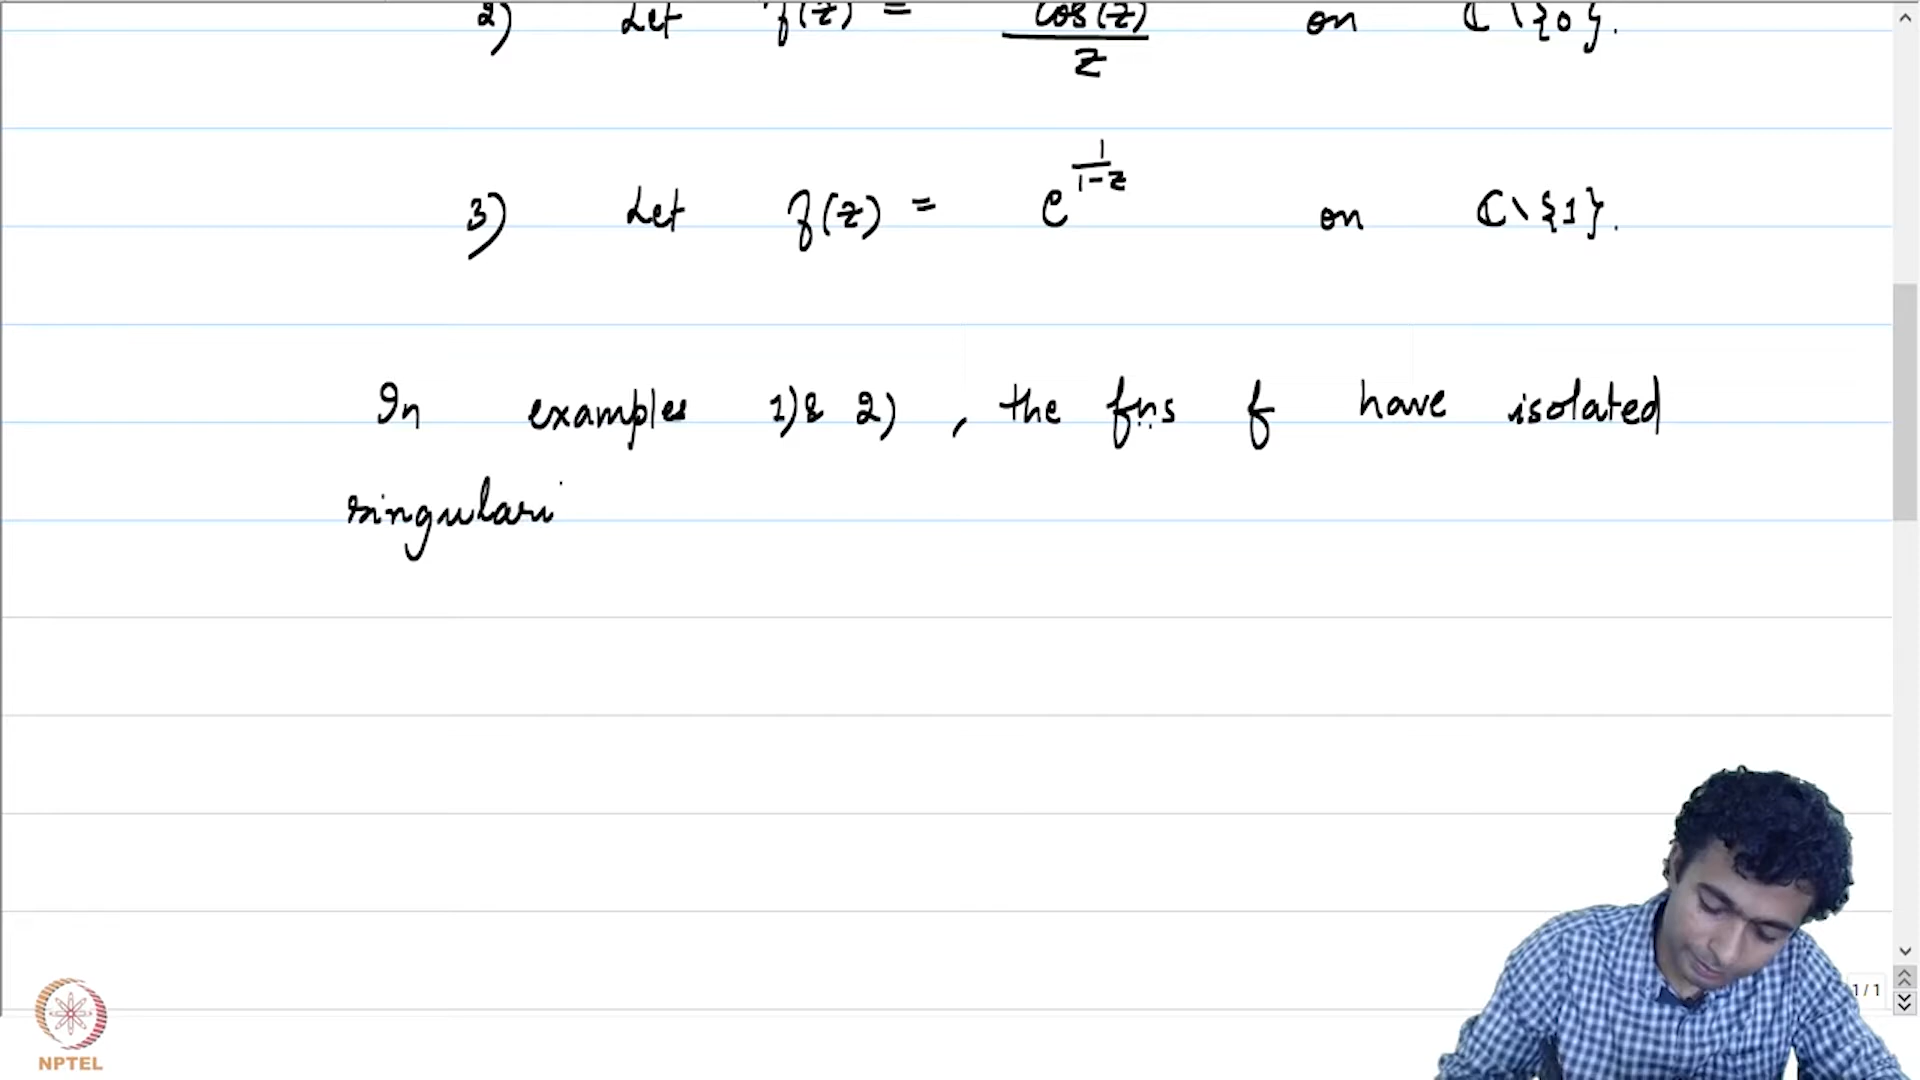 2) Let f(z) = cos(z)/z on ℂ\{0}.
3) Let f(z) = e^{1/(1-z)} on ℂ\{1}.
In examples 1) & 2) , the fns f have isolated
singulari
1 / 1
NPTEL